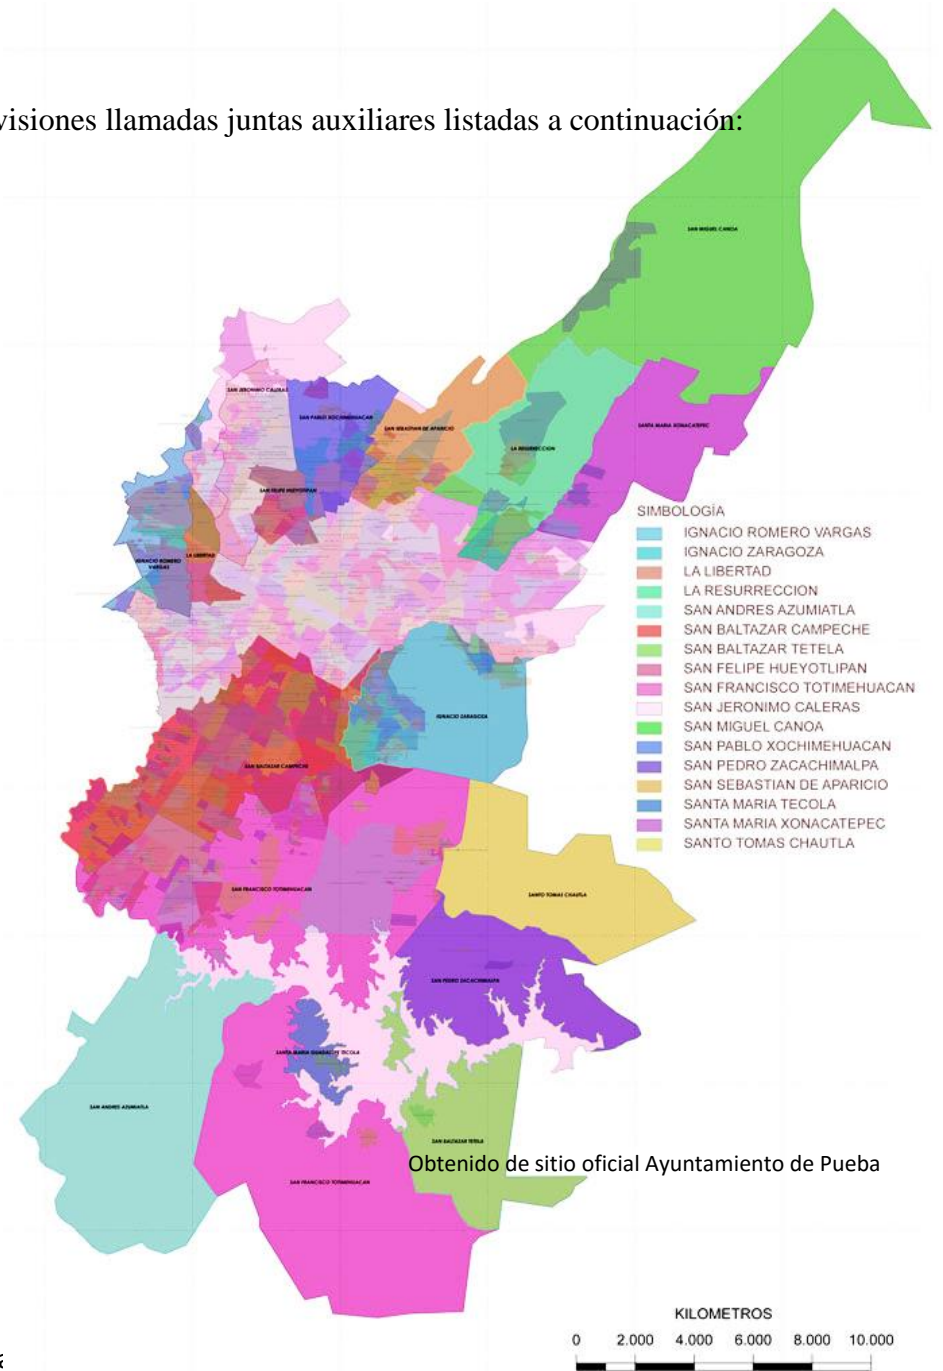 visiones llamadas juntas auxiliares listadas a continuación:
SAN MIGUEL CANOA
SAN JERONIMO CALERAS
SAN PABLO XOCHIMEHUACAN
SAN SEBASTIAN DE APARICIO
SANTA MARIA XONACATEPEC
LA RESURRECCION
SAN FELIPE HUEYOTLIPAN
LA LIBERTAD
IGNACIO ROMERO
VARGAS
SIMBOLOGÍA
IGNACIO ROMERO VARGAS
IGNACIO ZARAGOZA
LA LIBERTAD
LA RESURRECCION
SAN ANDRES AZUMIATLA
SAN BALTAZAR CAMPECHE
SAN BALTAZAR TETELA
SAN FELIPE HUEYOTLIPAN
SAN FRANCISCO TOTIMEHUACAN
SAN JERONIMO CALERAS
SAN MIGUEL CANOA
SAN PABLO XOCHIMEHUACAN
SAN PEDRO ZACACHIMALPA
SAN SEBASTIAN DE APARICIO
SANTA MARIA TECOLA
SANTA MARIA XONACATEPEC
SANTO TOMAS CHAUTLA
IGNACIO ZARAGOZA
SAN BALTAZAR CAMPECHE
SAN FRANCISCO TOTIMEHUACAN
SANTO TOMAS CHAUTLA
SAN PEDRO ZACACHIMALPA
SANTA MARIA GUADALUPE TECOLA
SAN ANDRES AZUMIATLA
SAN BALTAZAR TETELA
Obtenido de sitio oficial Ayuntamiento de Pueba
SAN FRANCISCO TOTIMEHUACAN
KILOMETROS
0 2.000 4.000 6.000 8.000 10.000